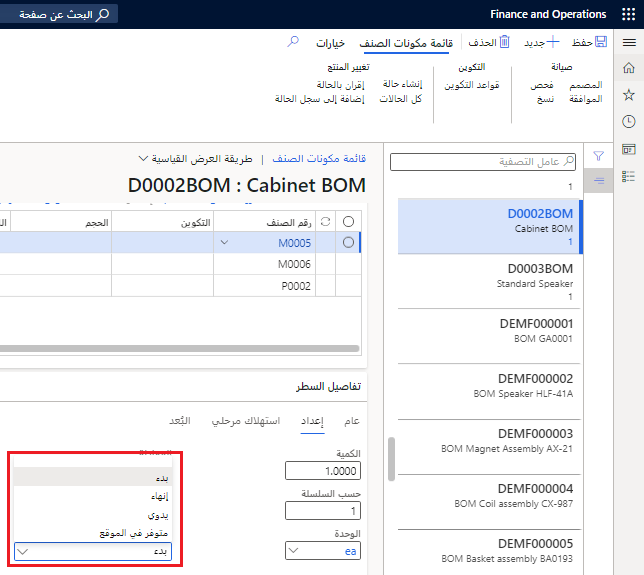 Finance and Operations
البحث عن صفحة
حفظ
جديد
الحذف
قائمة مكونات الصنف
خيارات
صيانة
المصمم
الموافقة
فحص
نسخ
التكوين
قواعد التكوين
تغيير المنتج
إنشاء حالة
كل الحالات
إقران بالحالة
إضافة إلى سجل الحالة
عامل التصفية
1
D0002BOM
Cabinet BOM
1
D0003BOM
Standard Speaker
1
DEMF000001
BOM GA0001
DEMF000002
BOM Speaker HLF-41A
DEMF000003
BOM Magnet Assembly AX-21
DEMF000004
BOM Coil assembly CX-987
DEMF000005
BOM Basket assembly BA0193
قائمة مكونات الصنف | طريقة العرض القياسية
D0002BOM : Cabinet BOM
رقم الصنف
التكوين
الحجم
M0005
M0006
P0002
تفاصيل السطر
عام
إعداد
استهلاك مرحلي
البُعد
الكمية
1.0000
حسب السلسلة
1
الوحدة
ea
بدء
إنهاء
يدوي
متوفر في الموقع
بدء